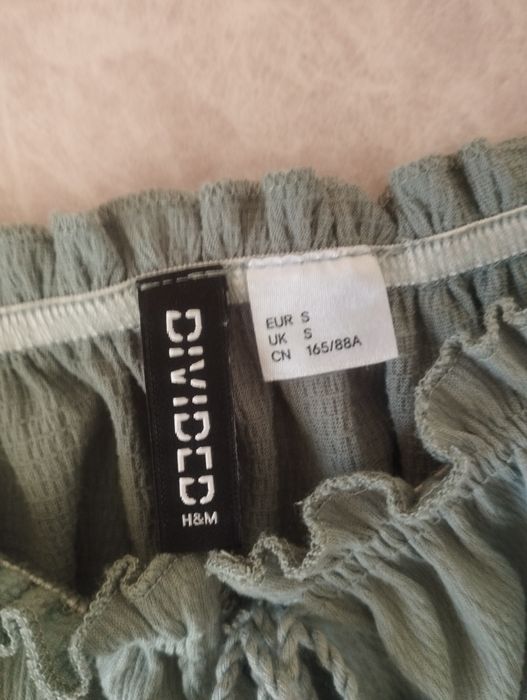 DIVIDED
H&M
EUR S
UK S
CN 165/88A